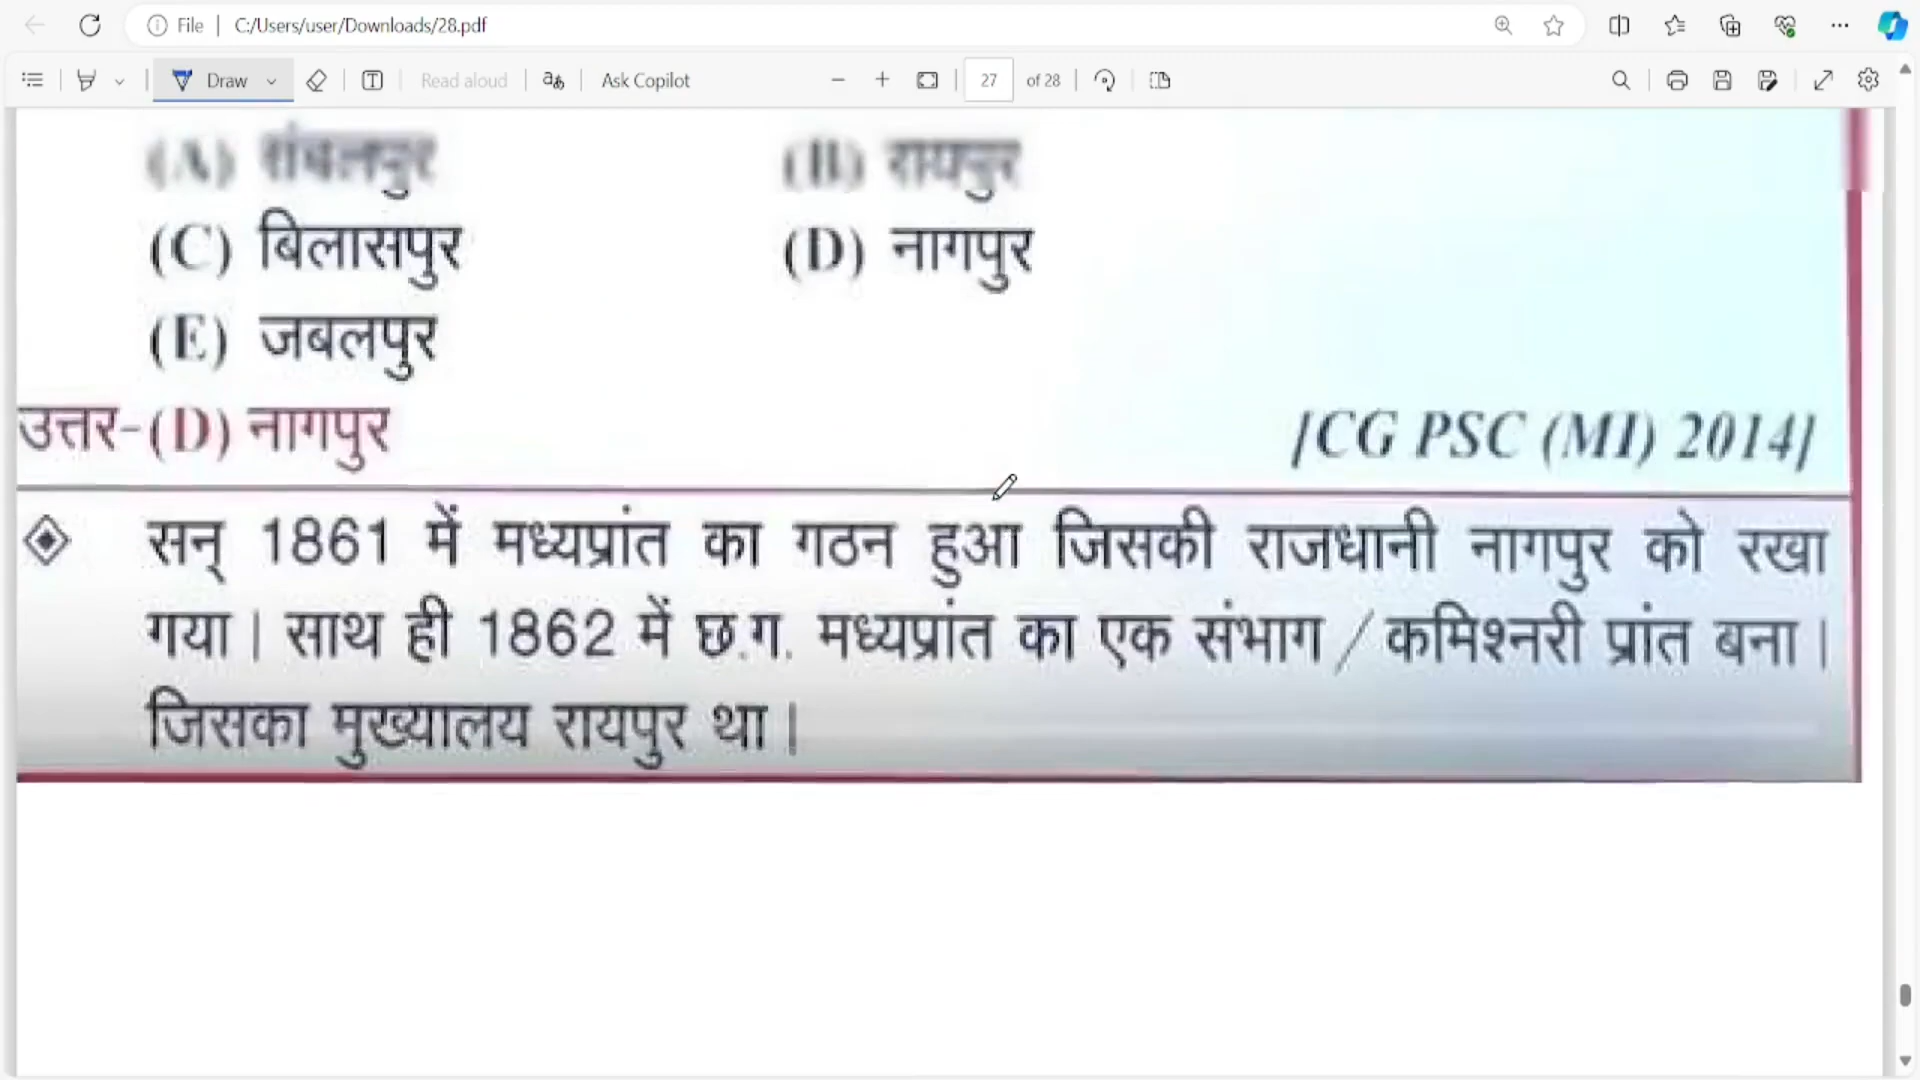 File | C:/Users/user/Downloads/28.pdf
Draw Read aloud Ask Copilot 27 of 28
(A) संबलपुर (B) रायपुर
(C) बिलासपुर (D) नागपुर
(E) जबलपुर
उत्तर-(D) नागपुर [CG PSC (MI) 2014]
सन् 1861 में मध्यप्रांत का गठन हुआ जिसकी राजधानी नागपुर को रखा
गया। साथ ही 1862 में छ.ग. मध्यप्रांत का एक संभाग / कमिश्नरी प्रांत बना।
जिसका मुख्यालय रायपुर था।